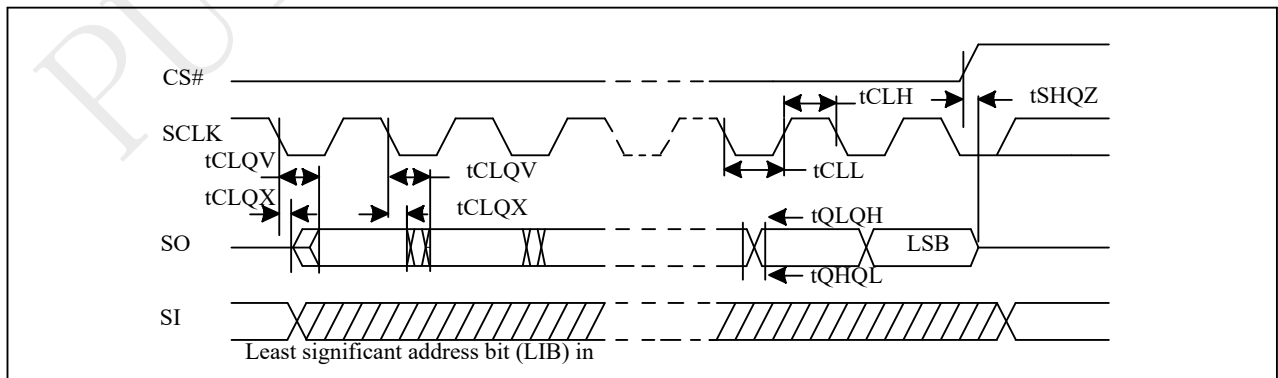 PU
CS#
tCLH
tSHQZ
SCLK
tCLQV
tCLQV
tCLL
tCLQX
tCLQX
tQLQH
SO
LSB
tQHQL
SI
Least significant address bit (LIB) in